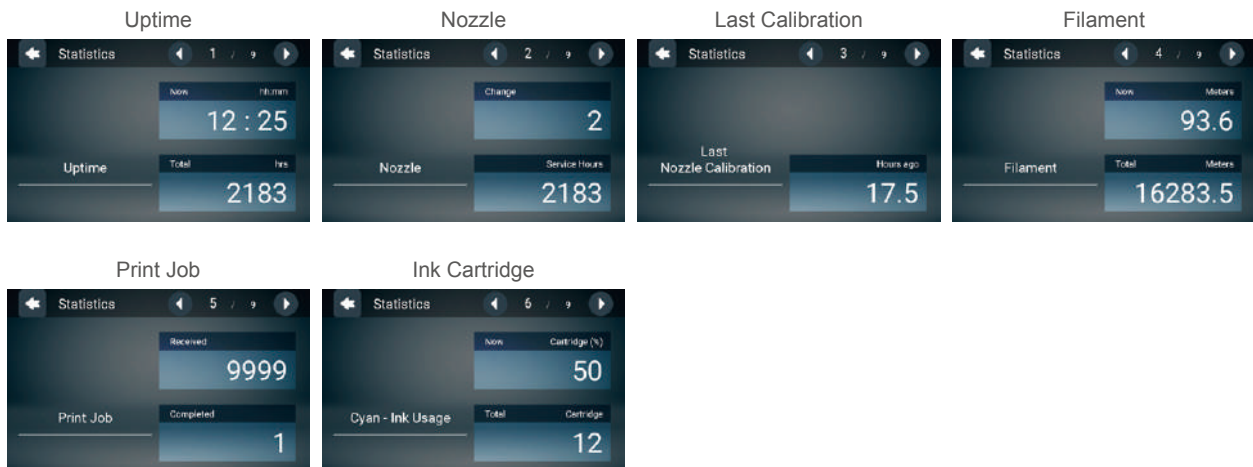 Uptime
Statistics 1 / 9
Now hh:mm
12 : 25
Uptime
Total hrs
2183
Nozzle
Statistics 2 / 9
Change
2
Nozzle
Service Hours
2183
Last Calibration
Statistics 3 / 9
Last
Nozzle Calibration
Hours ago
17.5
Filament
Statistics 4 / 9
Now Meters
93.6
Filament
Total Meters
16283.5
Print Job
Statistics 5 / 9
Received
9999
Print Job
Completed
1
Ink Cartridge
Statistics 6 / 9
Now Cartridge (%)
50
Cyan - Ink Usage
Total Cartridge
12